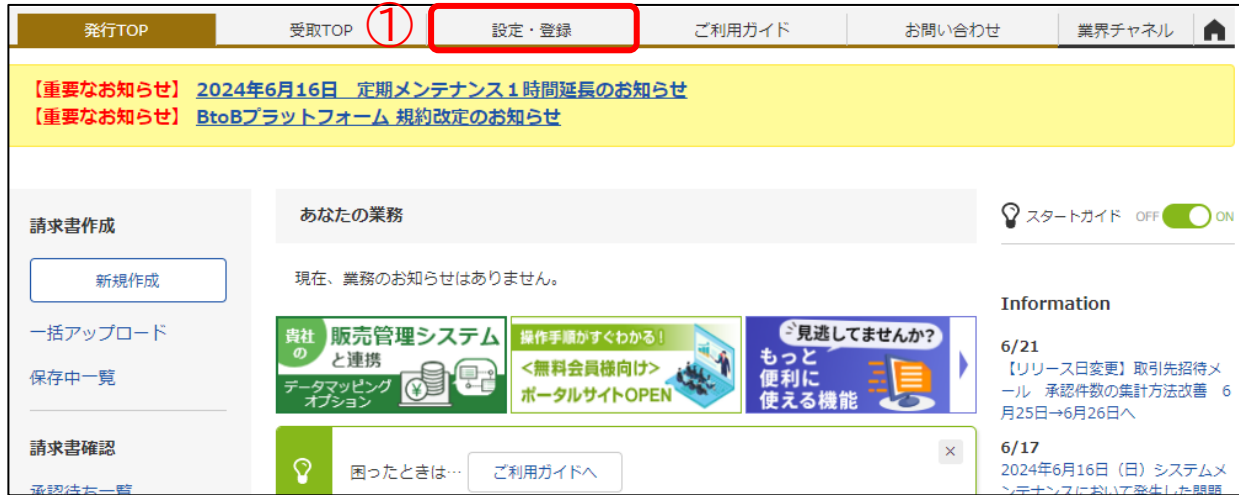 発行TOP
受取TOP
①
設定・登録
ご利用ガイド
お問い合わせ
業界チャネル
【重要なお知らせ】 2024年6月16日 定期メンテナンス１時間延長のお知らせ
【重要なお知らせ】 BtoBプラットフォーム 規約改定のお知らせ
請求書作成
新規作成
一括アップロード
保存中一覧
請求書確認
承認待ち一覧
あなたの業務
現在、業務のお知らせはありません。
貴社の 販売管理システム
と連携
データマッピング
オプション
操作手順がすぐわかる！
<無料会員様向け>
ポータルサイトOPEN
見逃してませんか?
もっと
便利に
使える機能
困ったときは…
ご利用ガイドへ
×
スタートガイド OFF ON
Information
6/21
【リリース日変更】取引先招待メ
ール 承認件数の集計方法改善 6
月25日→6月26日へ
6/17
2024年6月16日（日）システムメ
ンテナンスにおいて発生した問題